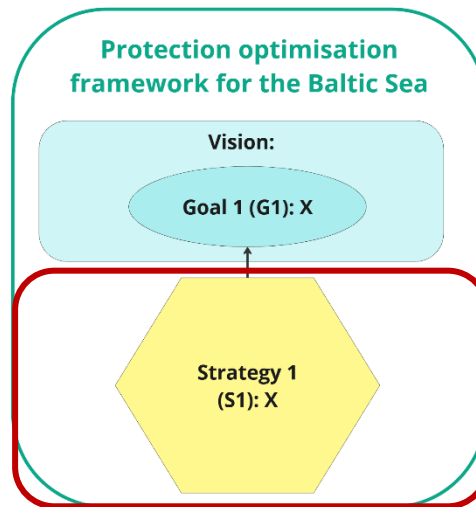 Protection optimisation
framework for the Baltic Sea
Vision:
Goal 1 (G1): X
Strategy 1
(S1): X